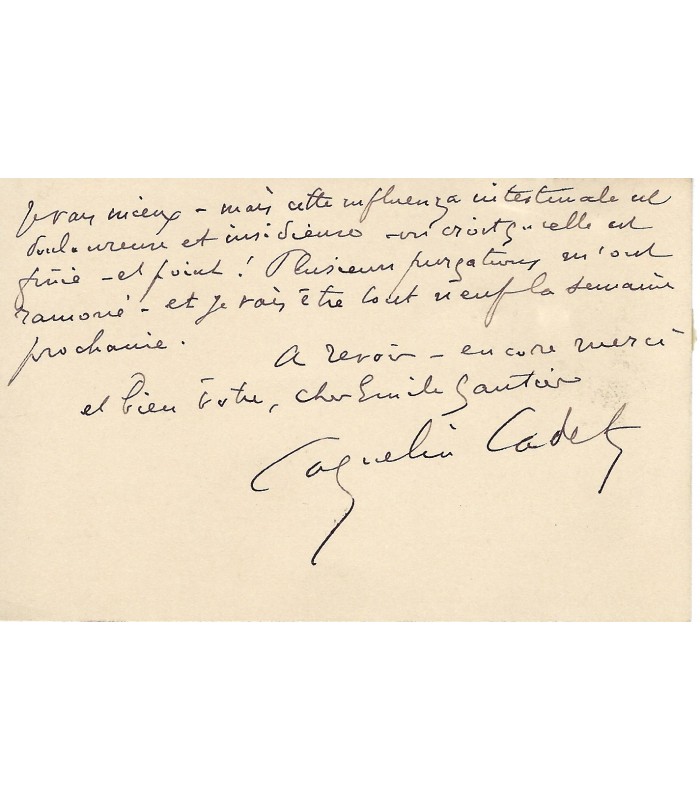 Je vais mieux - mais cette influenza intestinale est
douloureuse et insidieuse - on croit qu'elle est
finie - et point ! Plusieurs purgations m'ont
ramoné - et je vais être tout neuf la semaine
prochaine.
A revoir - encore merci
et bien vôtre, cher Emile Gautier
Coquelin Cadet